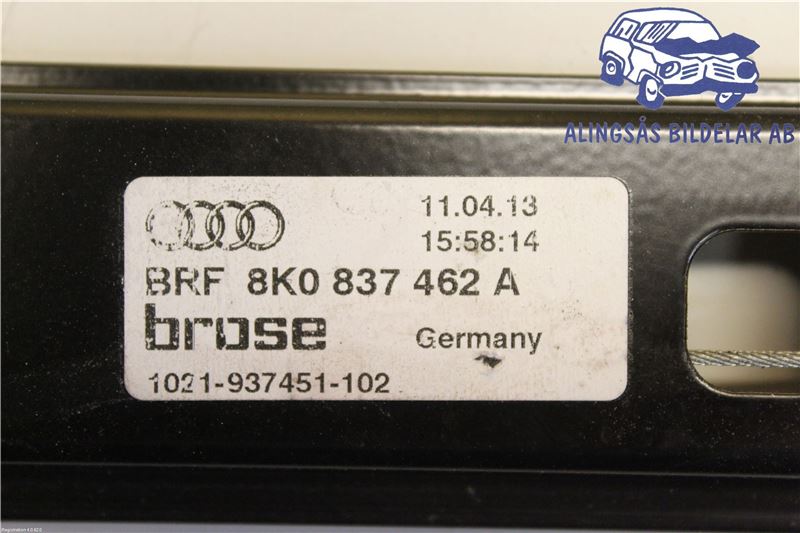 ALINGSÅS BILDELAR AB
11.04.13
15:58:14
BRF 8K0 837 462 A
brose Germany
1021-937451-102